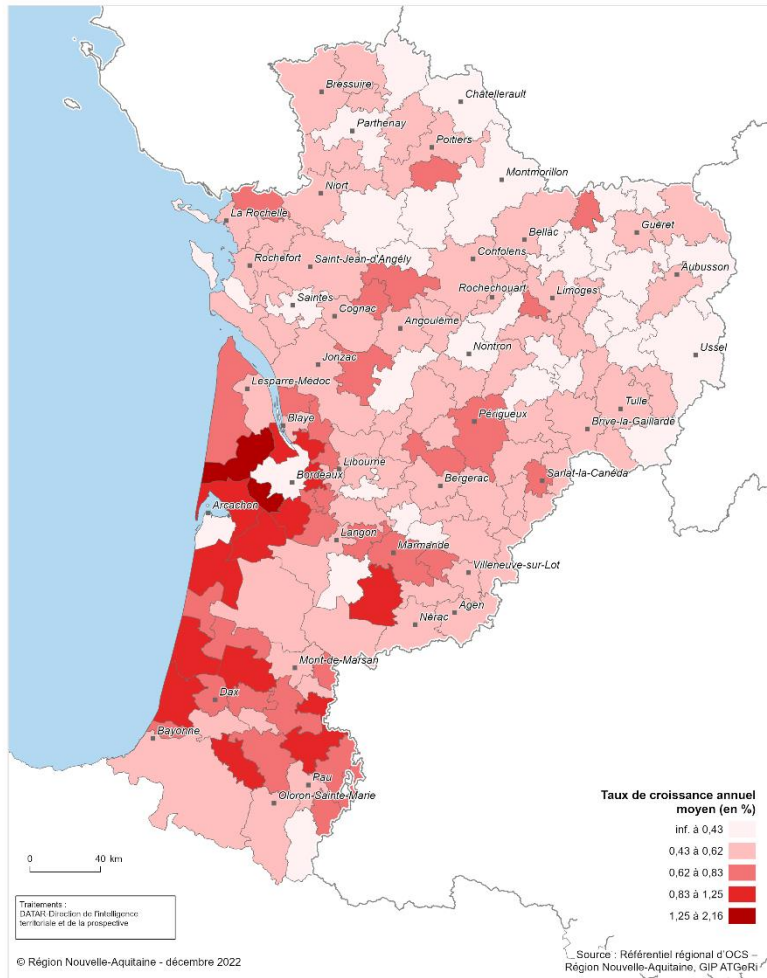 Châtellerault
Bressuire
Parthenay
Poitiers
Montmorillon
Niort
La Rochelle
Guéret
Bellac
Rochefort
Saint-Jean-d'Angély
Confolens
Aubusson
Rochechouart
Limoges
Saintes
Cognac
Angoulême
Ussel
Nontron
Jonzac
Lesparre-Médoc
Tulle
Périgueux
Blaye
Brive-la-Gaillarde
Libourne
Bordeaux
Sarlat-la-Canéda
Bergerac
Arcachon
Langon
Marmande
Villeneuve-sur-Lot
Agen
Nérac
Mont-de-Marsan
Dax
Bayonne
Pau
Oloron-Sainte-Marie
Taux de croissance annuel
moyen (en %)
inf. à 0,43
0,43 à 0,62
0,62 à 0,83
0,83 à 1,25
1,25 à 2,16
0 40 km
Traitements :
DATAR-Direction de l'intelligence
territoriale et de la prospective
© Région Nouvelle-Aquitaine - décembre 2022
Source : Référentiel régional d'OCS –
Région Nouvelle-Aquitaine, GIP ATGeRi